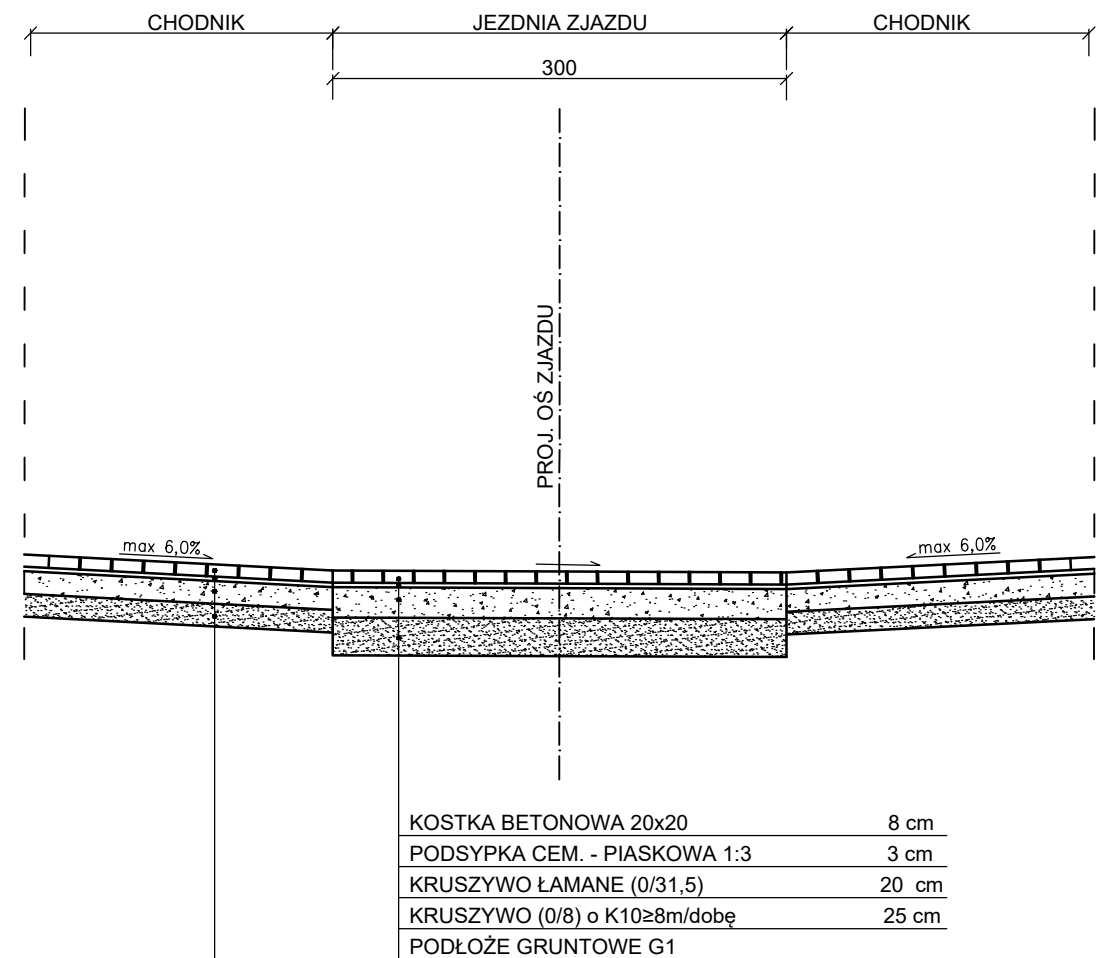 CHODNIK JEZDNIA ZJAZDU CHODNIK
300
PROJ. OŚ ZJAZDU
max 6,0% max 6,0%
KOSTKA BETONOWA 20x20 8 cm
PODSYPKA CEM. - PIASKOWA 1:3 3 cm
KRUSZYWO ŁAMANE (0/31,5) 20 cm
KRUSZYWO (0/8) o K10≥8m/dobę 25 cm
PODŁOŻE GRUNTOWE G1